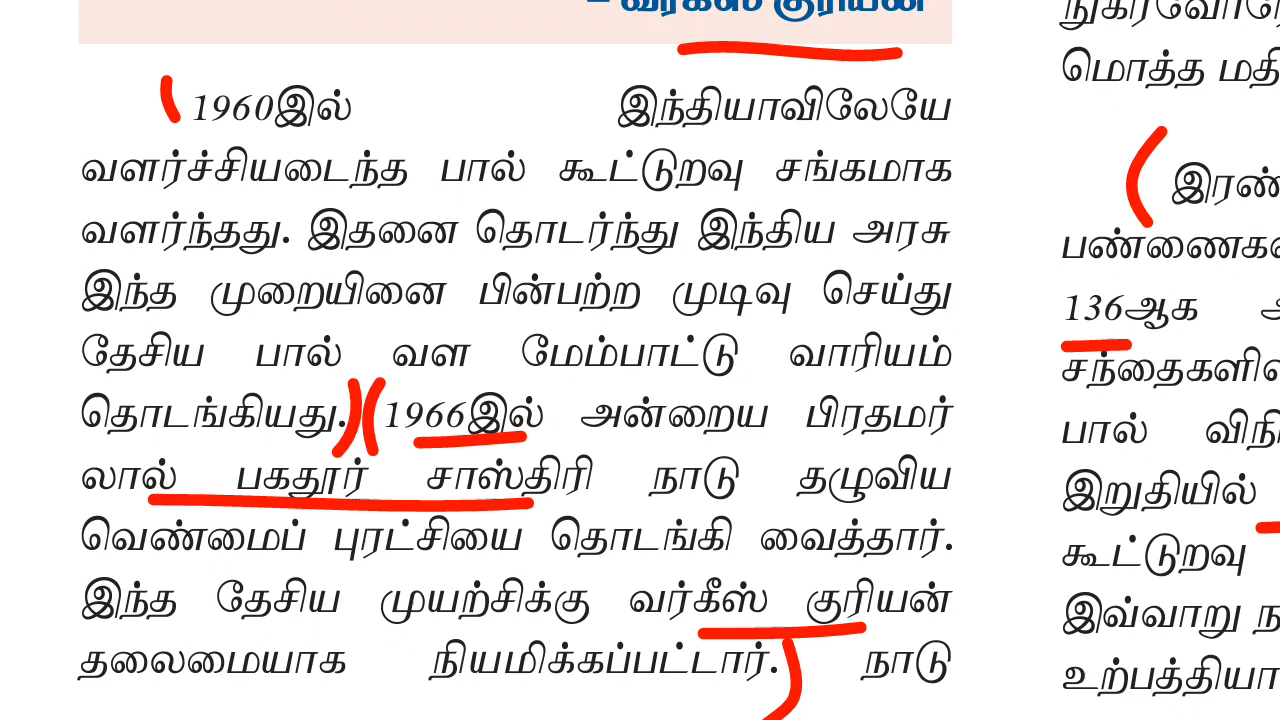 – வர்கீஸ் குரியன்
1960இல் இந்தியாவிலேயே
வளர்ச்சியடைந்த பால் கூட்டுறவு சங்கமாக
வளர்ந்தது. இதனை தொடர்ந்து இந்திய அரசு
இந்த முறையினை பின்பற்ற முடிவு செய்து
தேசிய பால் வள மேம்பாட்டு வாரியம்
தொடங்கியது. 1966இல் அன்றைய பிரதமர்
லால் பகதூர் சாஸ்திரி நாடு தழுவிய
வெண்மைப் புரட்சியை தொடங்கி வைத்தார்.
இந்த தேசிய முயற்சிக்கு வர்கீஸ் குரியன்
தலைமையாக நியமிக்கப்பட்டார். நாடு
மொத்த
136ஆக
பால்
இறுதியில்
கூட்டுறவு
இவ்வாறு